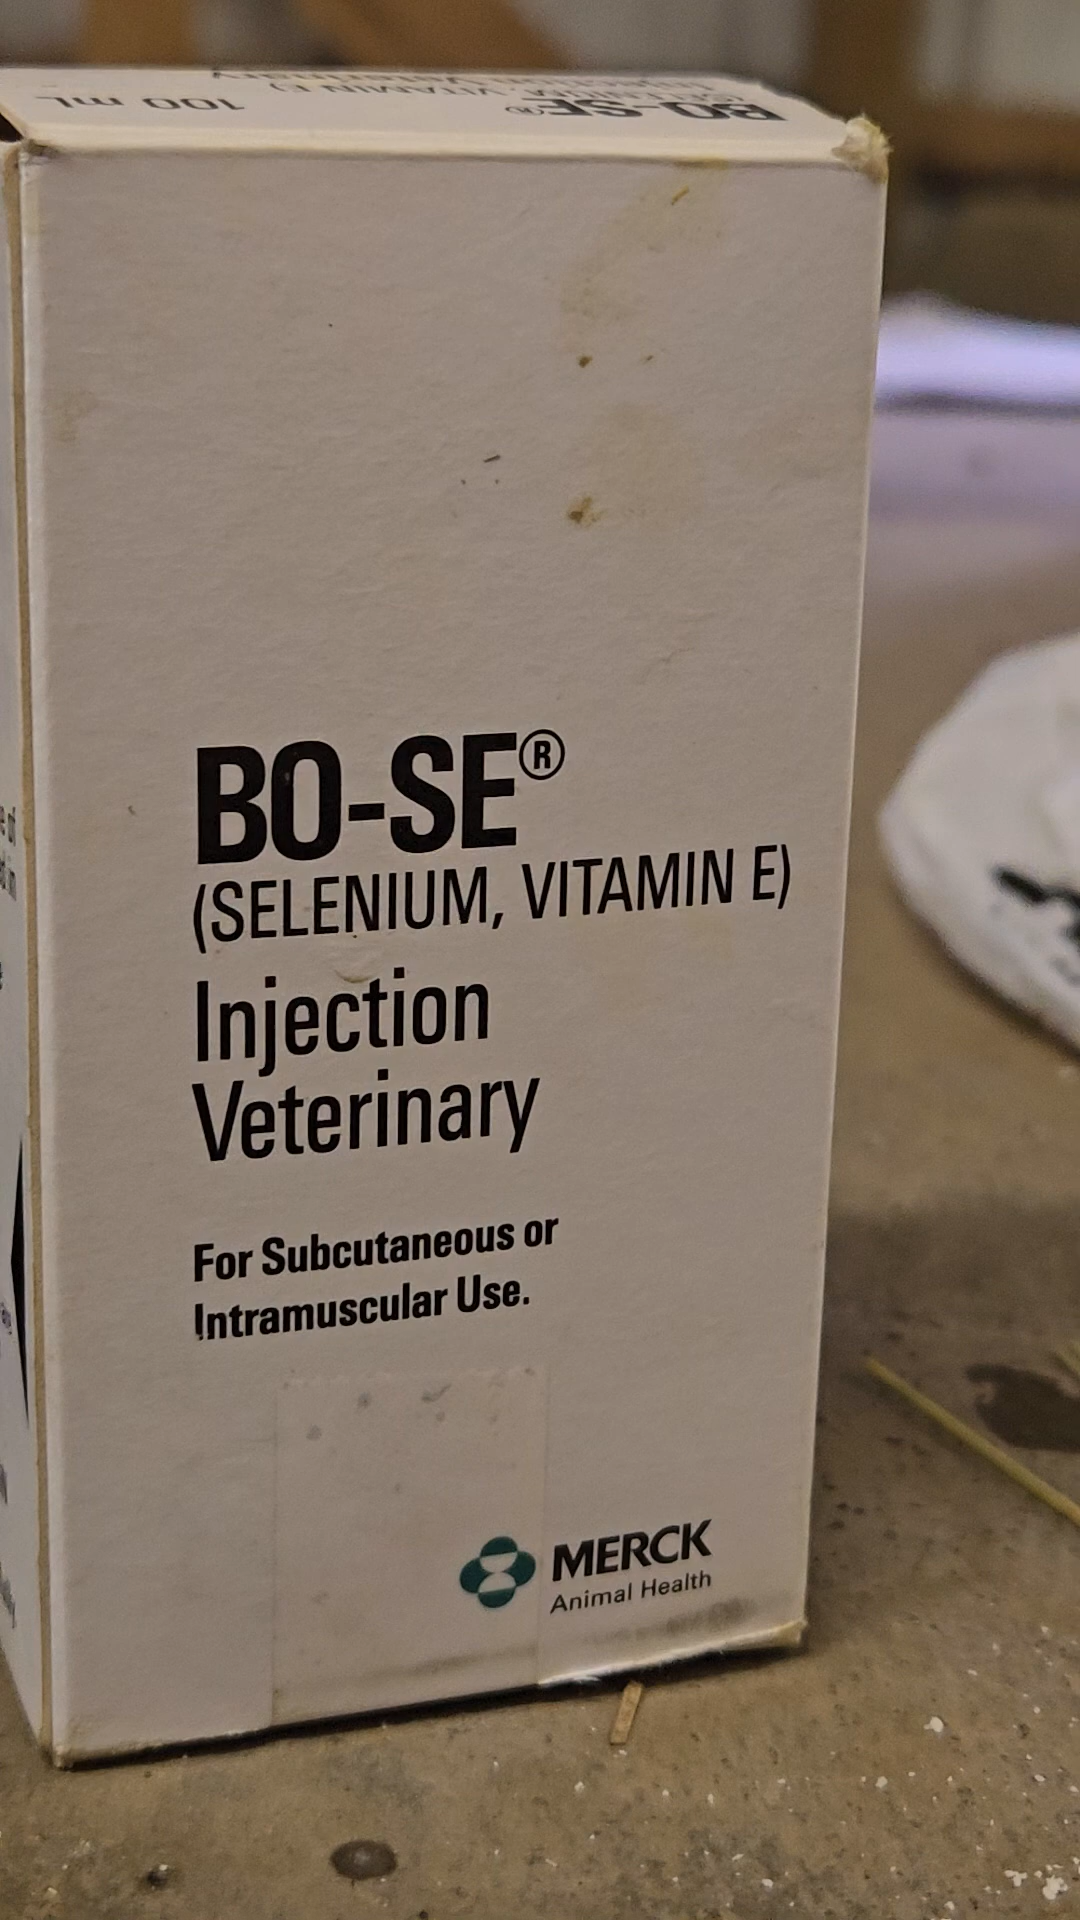 BO-SE®
100 mL
BO-SE®
(SELENIUM, VITAMIN E)
Injection
Veterinary
For Subcutaneous or
Intramuscular Use.
MERCK
Animal Health